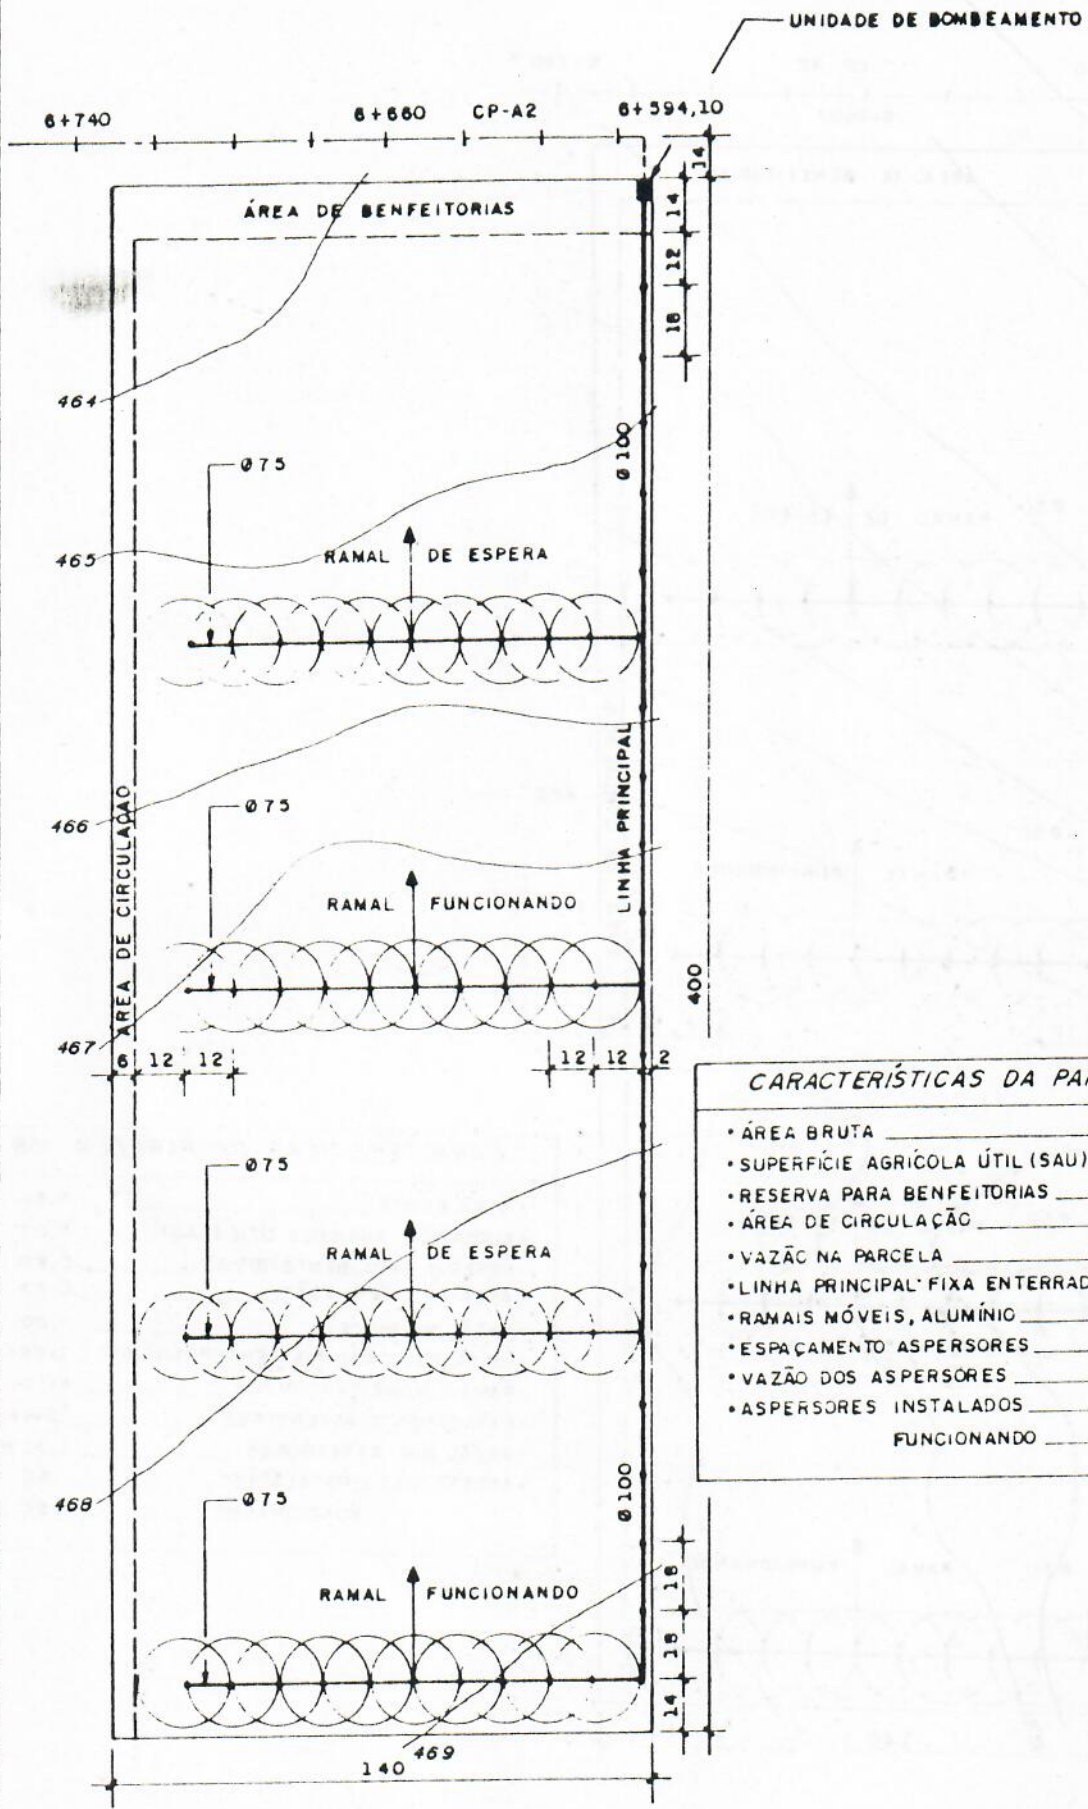 UNIDADE DE BOMBEAMENTO
6+740
6+660
CP-A2
6+594,10
14
ÁREA DE BENFEITORIAS
14
12
18
464
Ø 100
Ø75
465
RAMAL DE ESPERA
LINHA PRINCIPAL
466
Ø75
ÁREA DE CIRCULAÇÃO
RAMAL FUNCIONANDO
400
467
6 12 12
12 12 2
CARACTERÍSTICAS DA PA
• ÁREA BRUTA
• SUPERFÍCIE AGRÍCOLA ÚTIL (SAU)
• RESERVA PARA BENFEITORIAS
• ÁREA DE CIRCULAÇÃO
• VAZÃO NA PARCELA
• LINHA PRINCIPAL FIXA ENTERRAD
• RAMAIS MÓVEIS, ALUMÍNIO
• ESPAÇAMENTO ASPERSORES
• VAZÃO DOS ASPERSORES
• ASPERSORES INSTALADOS
FUNCIONANDO
Ø75
RAMAL DE ESPERA
468
Ø75
Ø100
18
RAMAL FUNCIONANDO
18
14
469
140